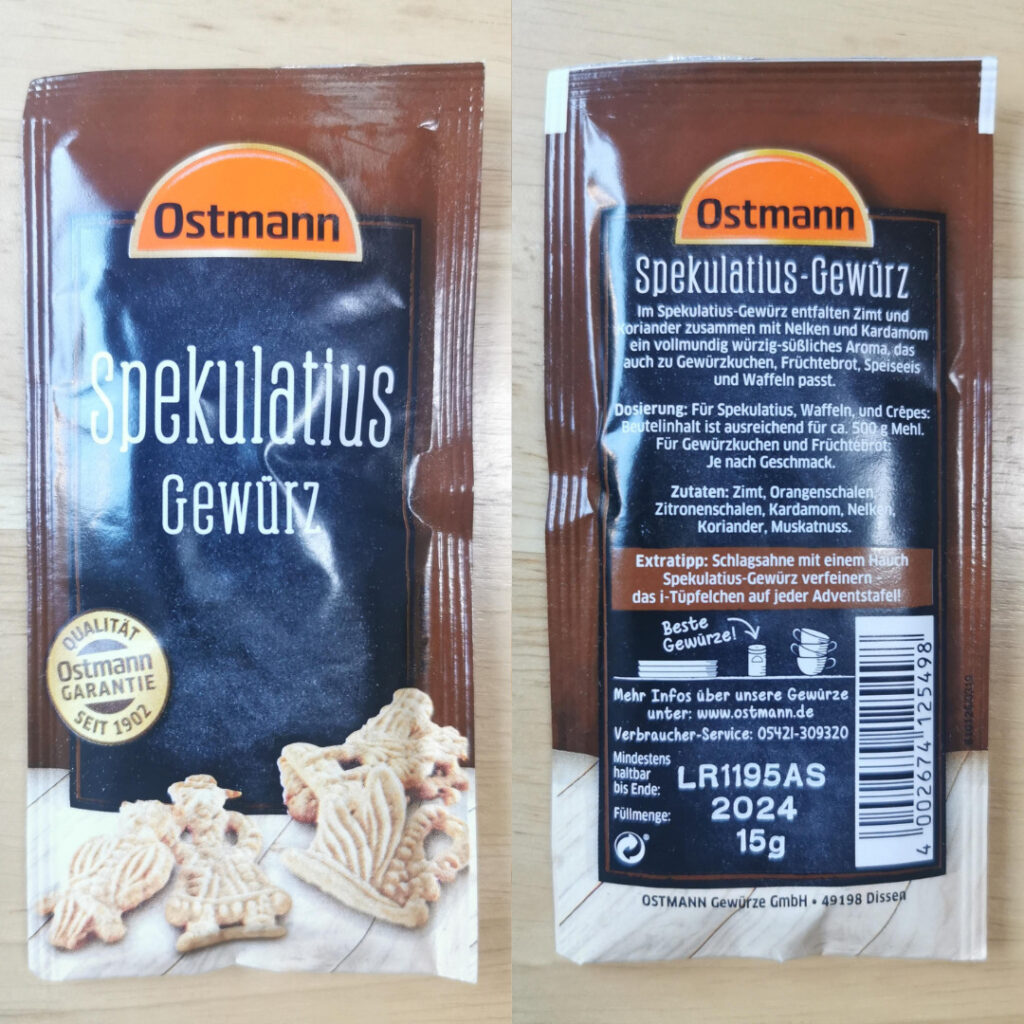 Ostmann
Spekulatius
Gewürz
QUALITÄT
Ostmann
GARANTIE
SEIT 1902
Ostmann
Spekulatius-Gewürz
Im Spekulatius-Gewürz entfalten Zimt und
Koriander zusammen mit Nelken und Kardamom
ein vollmundig würzig-süßliches Aroma, das
auch zu Gewürzkuchen, Früchtebrot, Speiseeis
und Waffeln passt.
Dosierung: Für Spekulatius, Waffeln, und Crêpes:
Beutelinhalt ist ausreichend für ca. 500 g Mehl.
Für Gewürzkuchen und Früchtebrot:
Je nach Geschmack.
Zutaten: Zimt, Orangenschalen,
Zitronenschalen, Kardamom, Nelken,
Koriander, Muskatnuss.
Extratipp: Schlagsahne mit einem Hauch
Spekulatius-Gewürz verfeinern -
das i-Tüpfelchen auf jeder Adventstafel!
Beste
Gewürze!
Mehr Infos über unsere Gewürze
unter: www.ostmann.de
Verbraucher-Service: 05421-309320
Mindestens
haltbar
bis Ende:
LR1195AS
2024
Füllmenge:
15g
4 002674 125498
OSTMANN Gewürze GmbH • 49198 Dissen